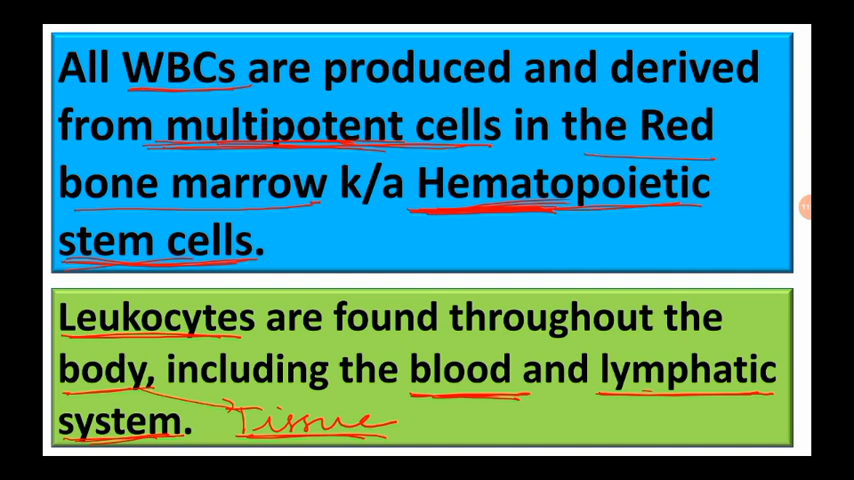 All WBCs are produced and derived
from multipotent cells in the Red
bone marrow k/a Hematopoietic
stem cells.
Leukocytes are found throughout the
body, including the blood and lymphatic
system. Tissue